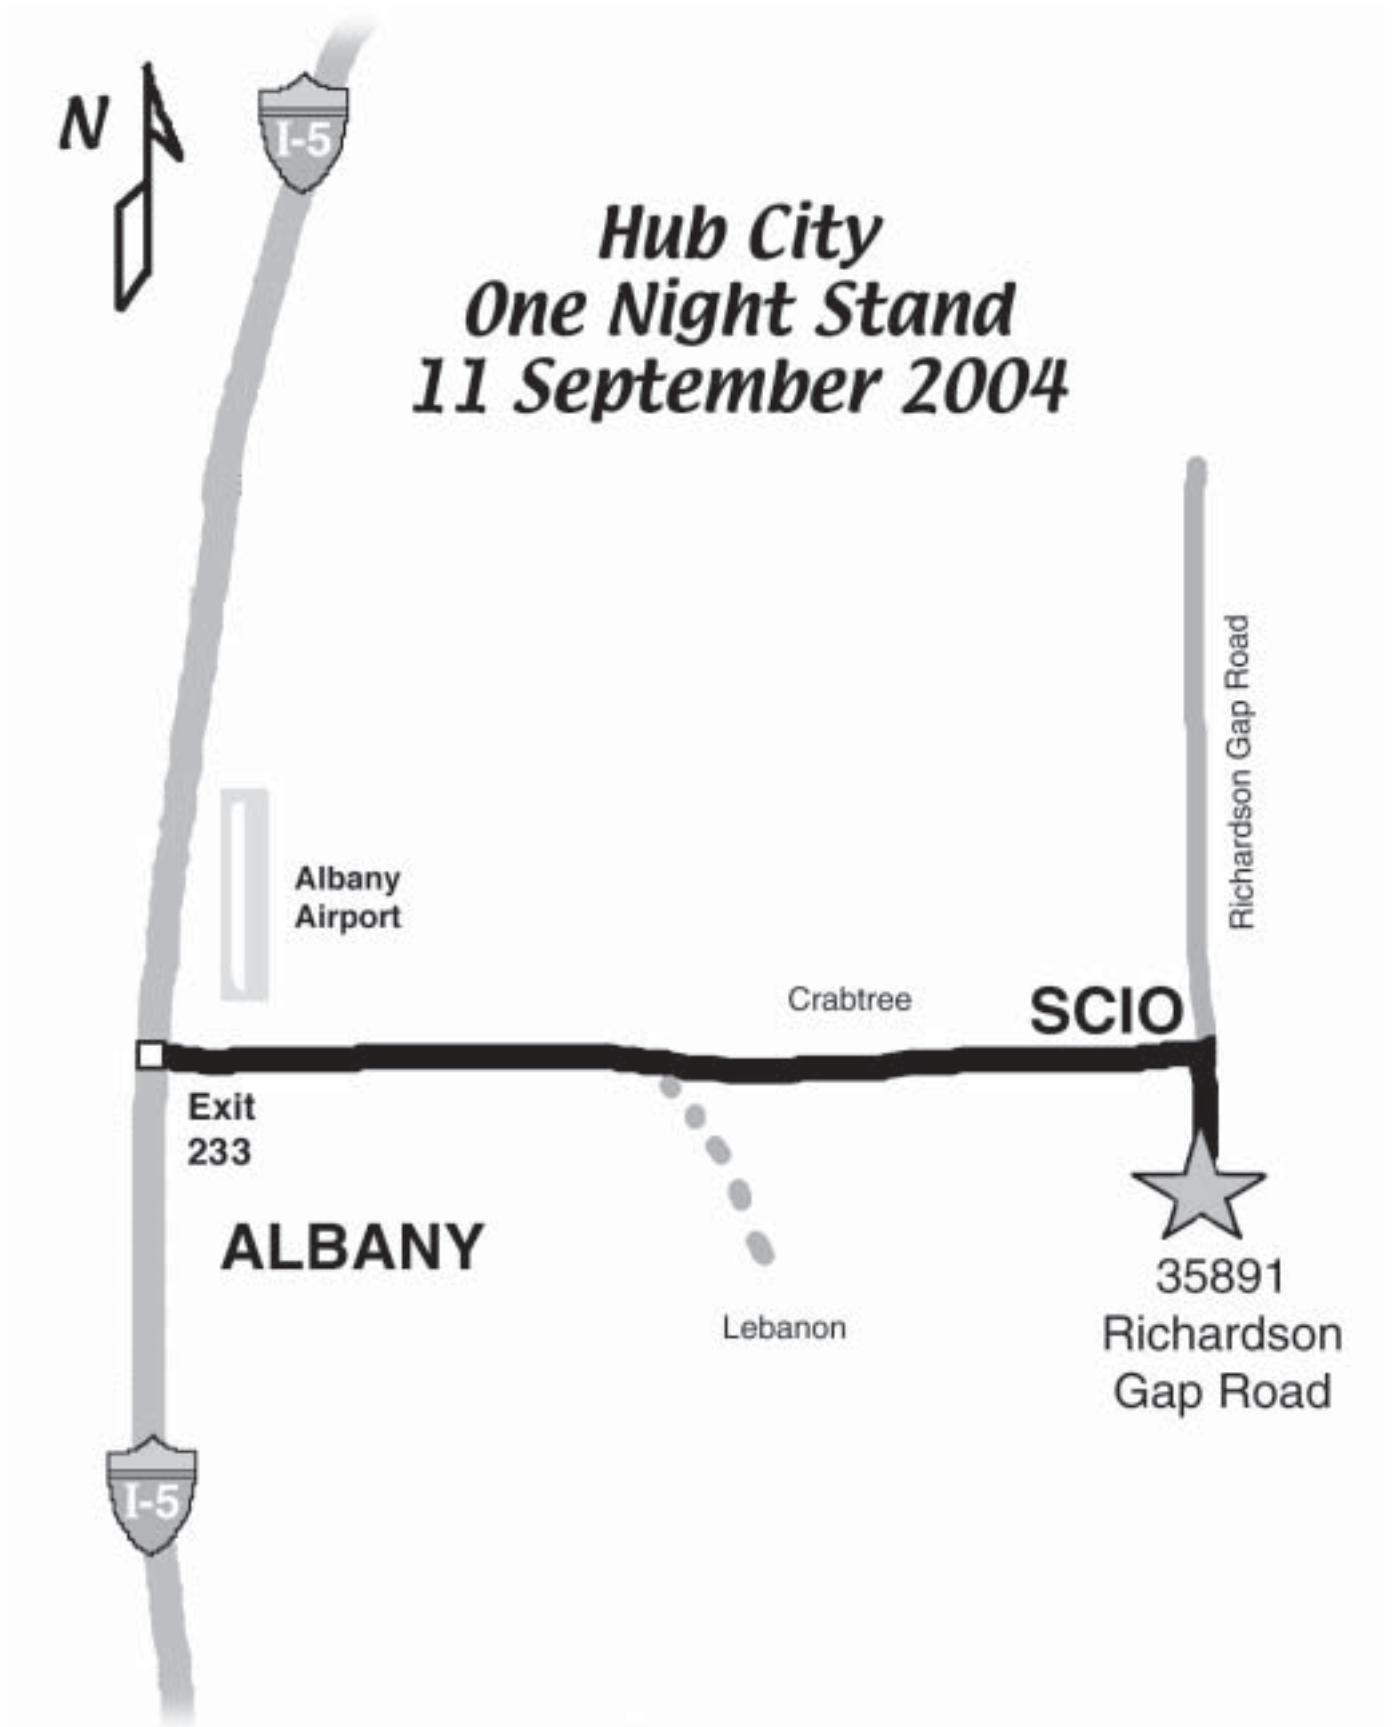 N
I-5
Hub City
One Night Stand
11 September 2004
Richardson Gap Road
Albany
Airport
Crabtree
SCIO
Exit
233
ALBANY
35891
Richardson
Gap Road
Lebanon
I-5